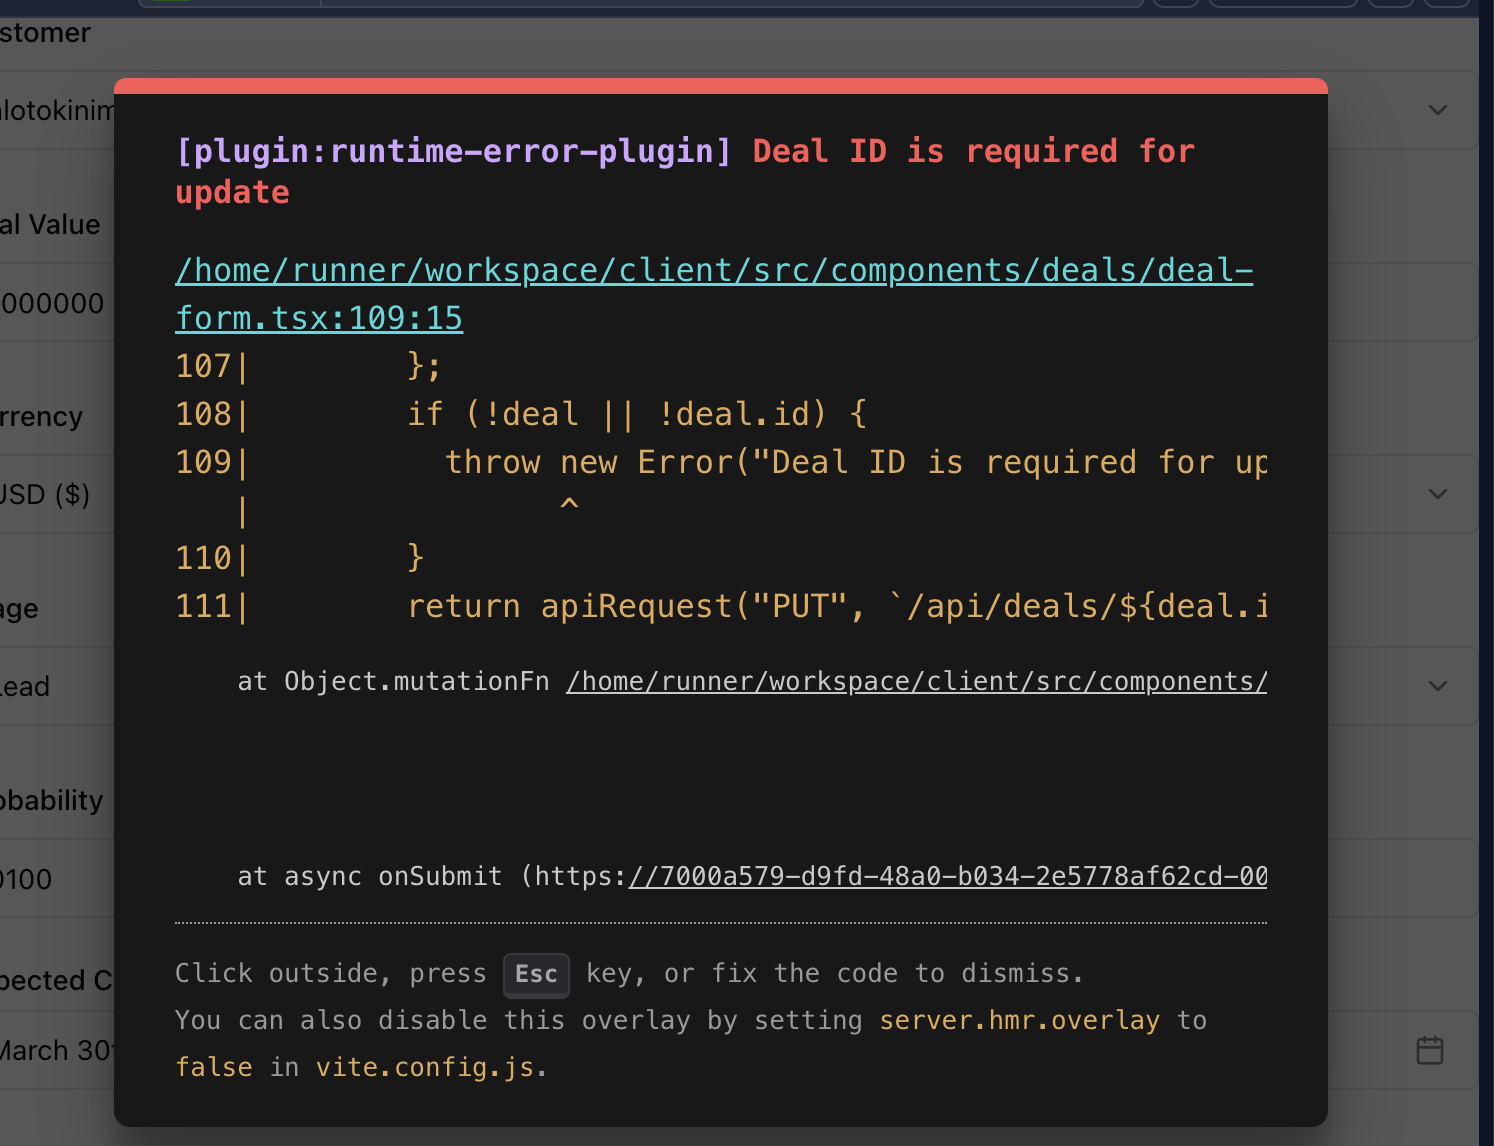 stomer
lotokinim
[plugin:runtime-error-plugin] Deal ID is required for
update
al Value
/home/runner/workspace/client/src/components/deals/deal-
000000
form.tsx:109:15
107|        };
rrency
108|        if (!deal || !deal.id) {
109|          throw new Error("Deal ID is required for up
USD ($)
|                ^
110|        }
age
111|        return apiRequest("PUT", `/api/deals/${deal.i
Lead
at Object.mutationFn /home/runner/workspace/client/src/components/
obability
0100
at async onSubmit (https://7000a579-d9fd-48a0-b034-2e5778af62cd-00
pected C
Click outside, press Esc key, or fix the code to dismiss.
You can also disable this overlay by setting server.hmr.overlay to
March 30
false in vite.config.js.